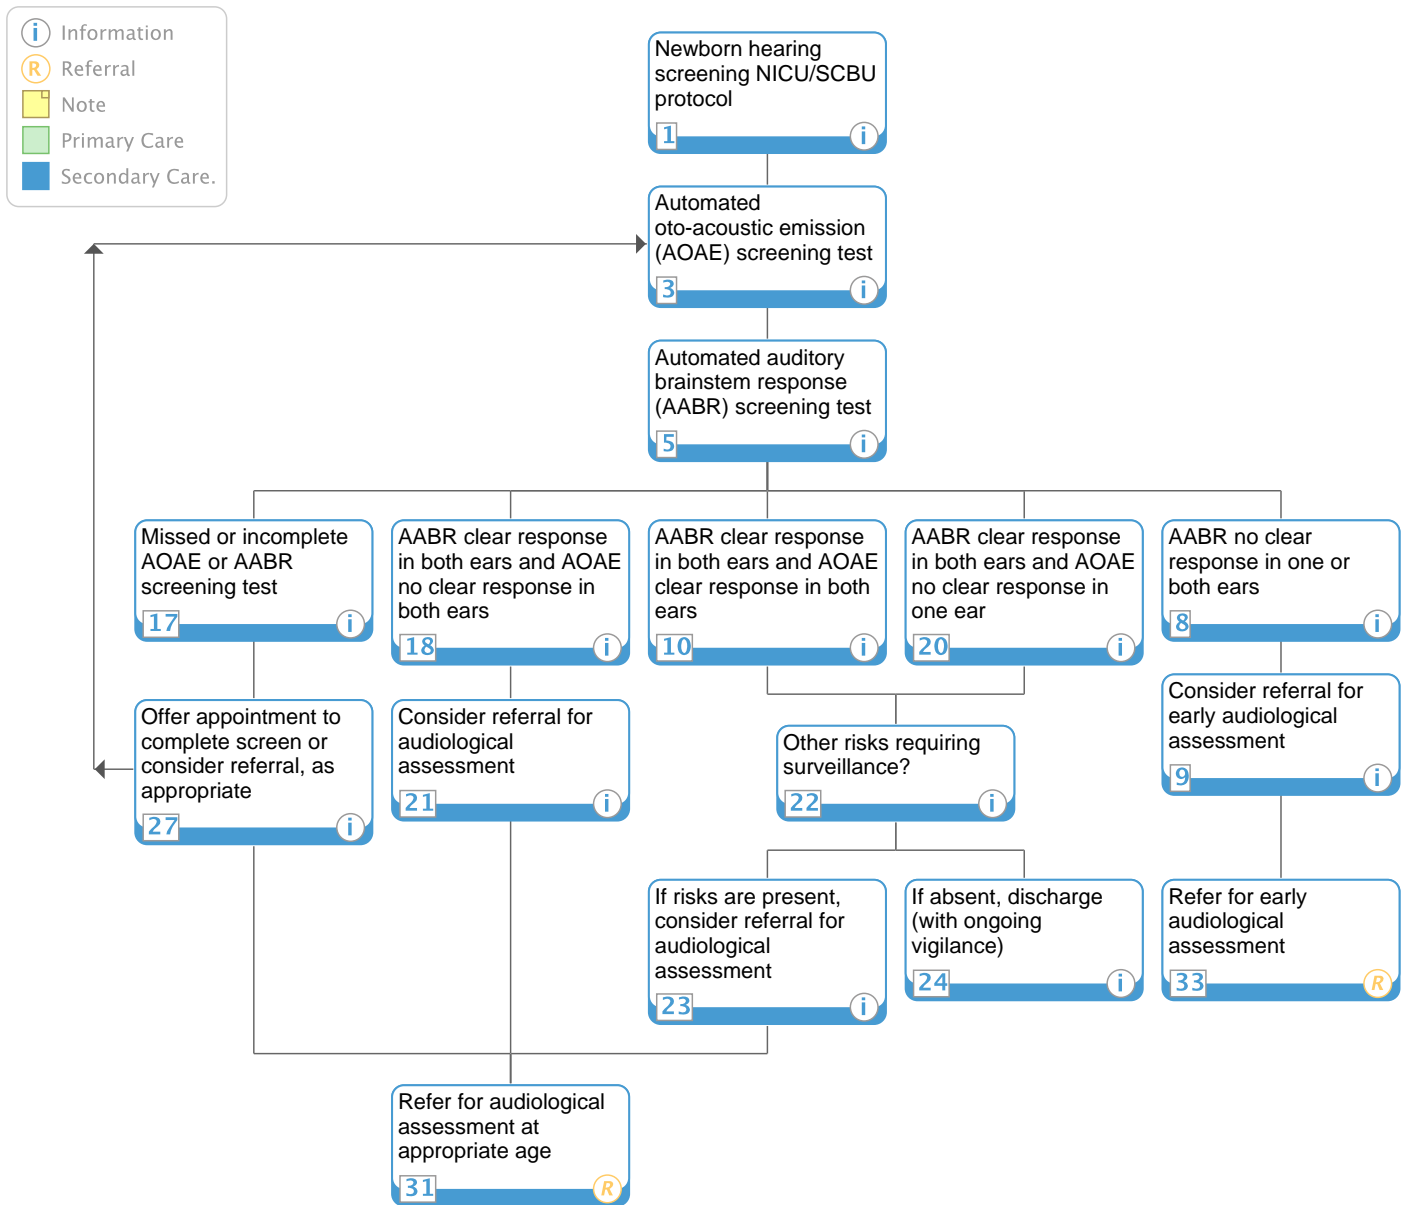 i Information
R Referral
Note
Primary Care
Secondary Care.
Newborn hearing
screening NICU/SCBU
protocol
1 i
Automated
oto-acoustic emission
(AOAE) screening test
3 i
Automated auditory
brainstem response
(AABR) screening test
5 i
Missed or incomplete
AOAE or AABR
screening test
17 i
AABR clear response
in both ears and AOAE
no clear response in
both ears
18 i
AABR clear response
in both ears and AOAE
clear response in both
ears
10 i
AABR clear response
in both ears and AOAE
no clear response in
one ear
20 i
AABR no clear
response in one or
both ears
8 i
Offer appointment to
complete screen or
consider referral, as
appropriate
27 i
Consider referral for
audiological
assessment
21 i
Other risks requiring
surveillance?
22 i
Consider referral for
early audiological
assessment
9 i
If risks are present,
consider referral for
audiological
assessment
23 i
If absent, discharge
(with ongoing
vigilance)
24 i
Refer for early
audiological
assessment
33 R
Refer for audiological
assessment at
appropriate age
31 R